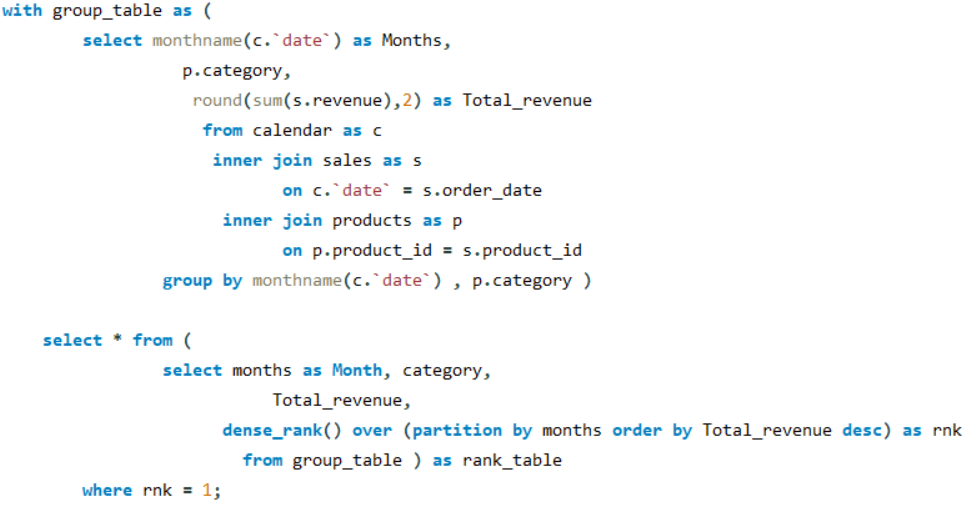 with group_table as (
select monthname(c.`date`) as Months,
p.category,
round(sum(s.revenue),2) as Total_revenue
from calendar as c
inner join sales as s
on c.`date` = s.order_date
inner join products as p
on p.product_id = s.product_id
group by monthname(c.`date`) , p.category )
select * from (
select months as Month, category,
Total_revenue,
dense_rank() over (partition by months order by Total_revenue desc) as rnk
from group_table ) as rank_table
where rnk = 1;